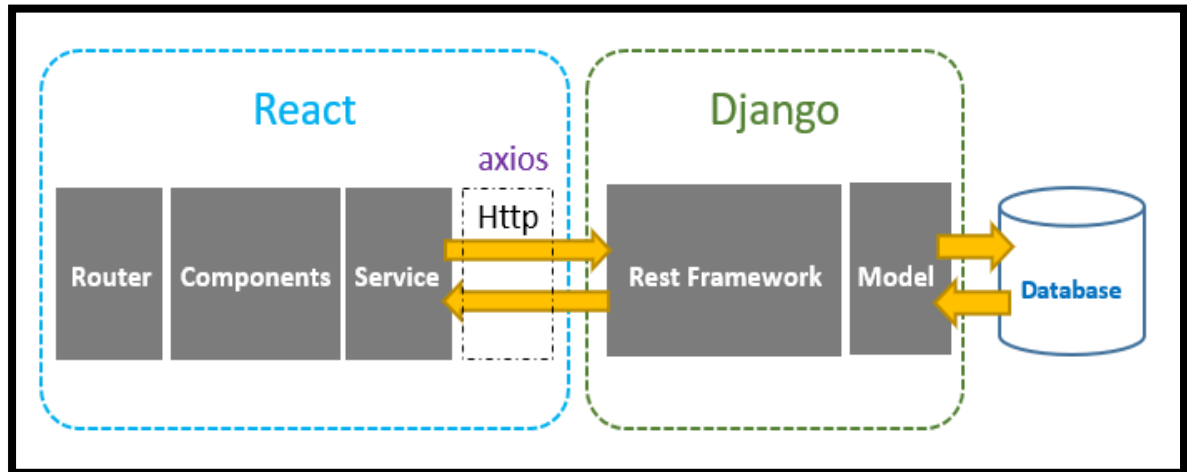 React
Django
axios
Http
Router
Components
Service
Rest Framework
Model
Database